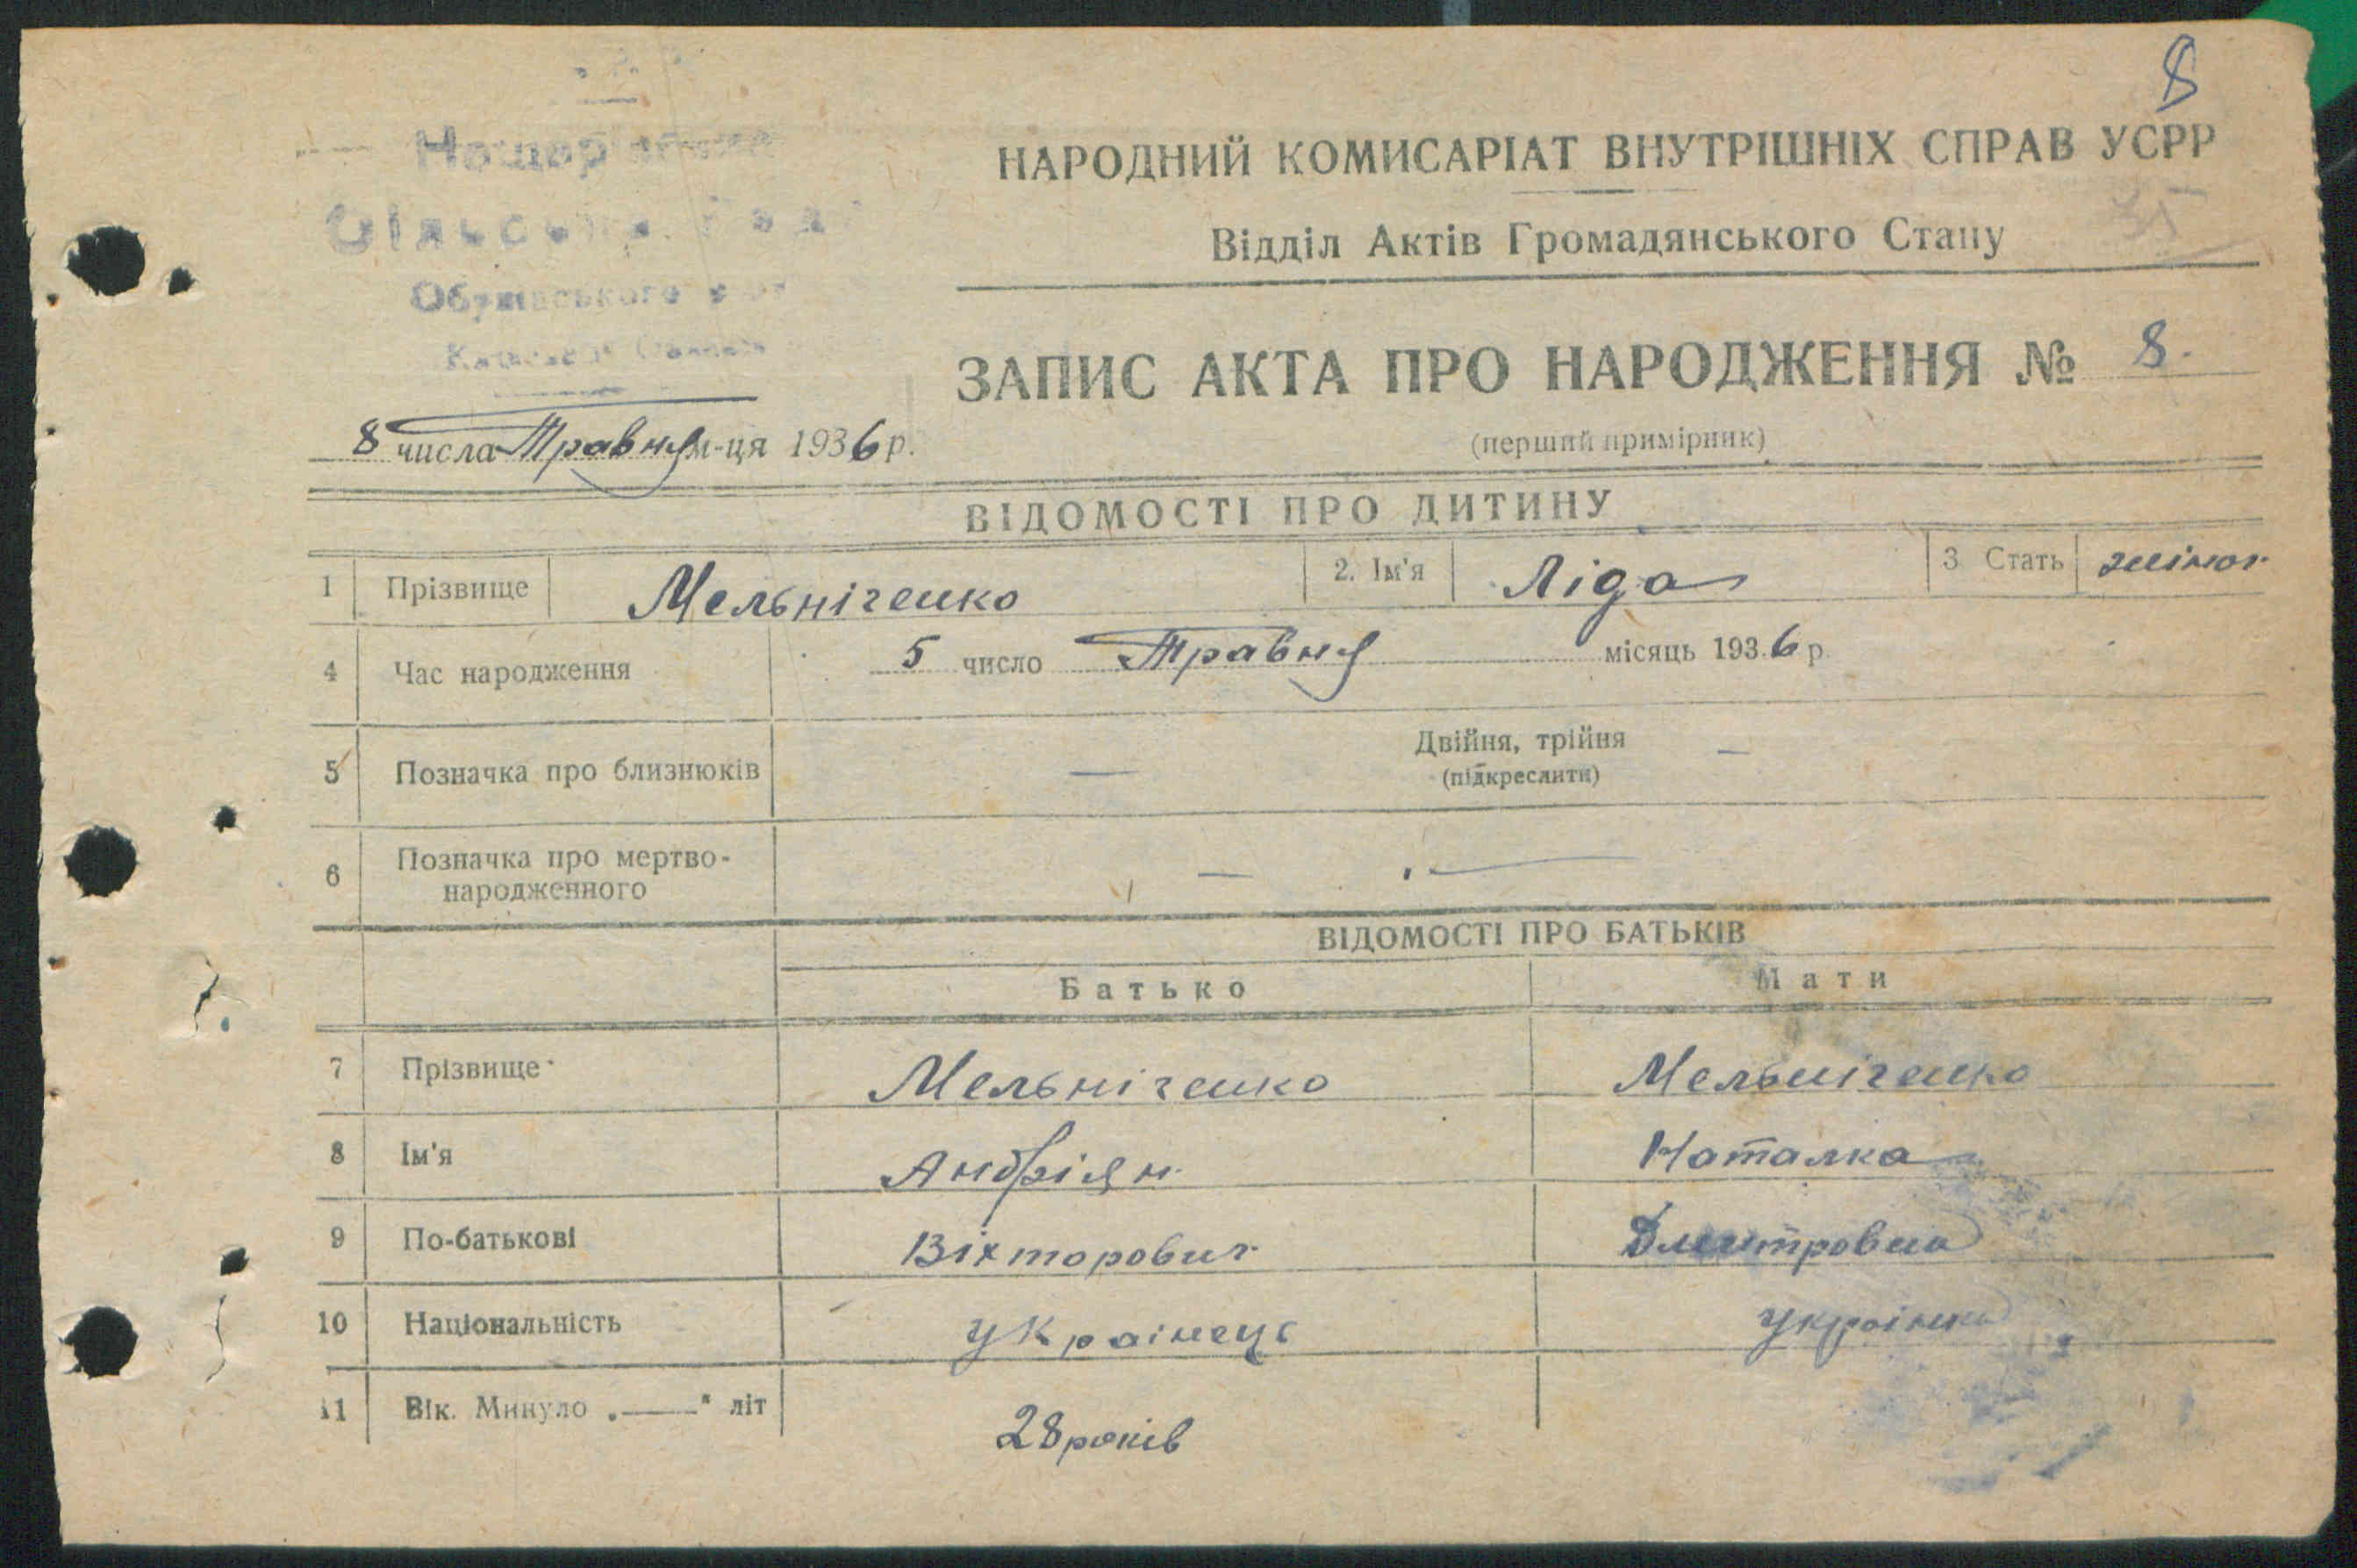 8
НАРОДНИЙ КОМИСАРІАТ ВНУТРІШНІХ СПРАВ УСРР
Відділ Актів Громадянського Стану
Сільська Рада
Обухівського
ЗАПИС АКТА ПРО НАРОДЖЕННЯ № 8.
(перший примірник)
8 числа Травня м-ця 1936 р.
ВІДОМОСТІ ПРО ДИТИНУ
1 Прізвище Мельніченко 2. Ім'я Ліда 3 Стать жіноч.
4 Час народження 5 число Травня місяць 1936 р.
Двійня, трійня —
5 Позначка про близнюків —
(підкреслити)
6 Позначка про мертво-
народженного —
ВІДОМОСТІ ПРО БАТЬКІВ
Батько Мати
7 Прізвище Мельніченко Мельніченко
8 Ім'я Андріян Наталка
9 По-батькові Вікторович Дмитровна
10 Національність українець українка
11 Вік. Минуло „——" літ 28 років